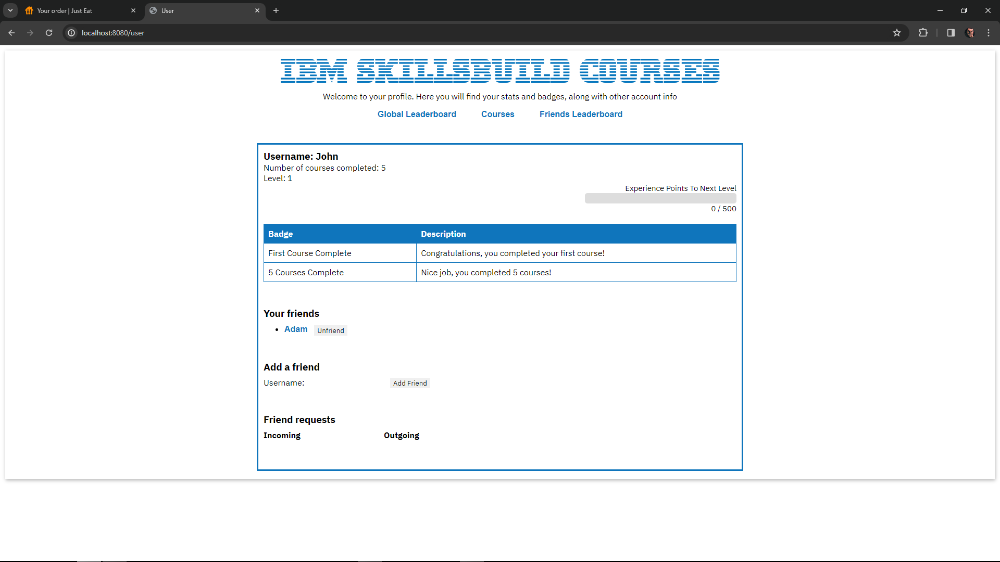 Your order | Just Eat
User
localhost:8080/user
IBM SKILLSBUILD COURSES
Welcome to your profile. Here you will find your stats and badges, along with other account info
Global Leaderboard Courses Friends Leaderboard
Username: John
Number of courses completed: 5
Level: 1
Experience Points To Next Level
0 / 500
Badge Description
First Course Complete Congratulations, you completed your first course!
5 Courses Complete Nice job, you completed 5 courses!
Your friends
Adam Unfriend
Add a friend
Username: Add Friend
Friend requests
Incoming Outgoing